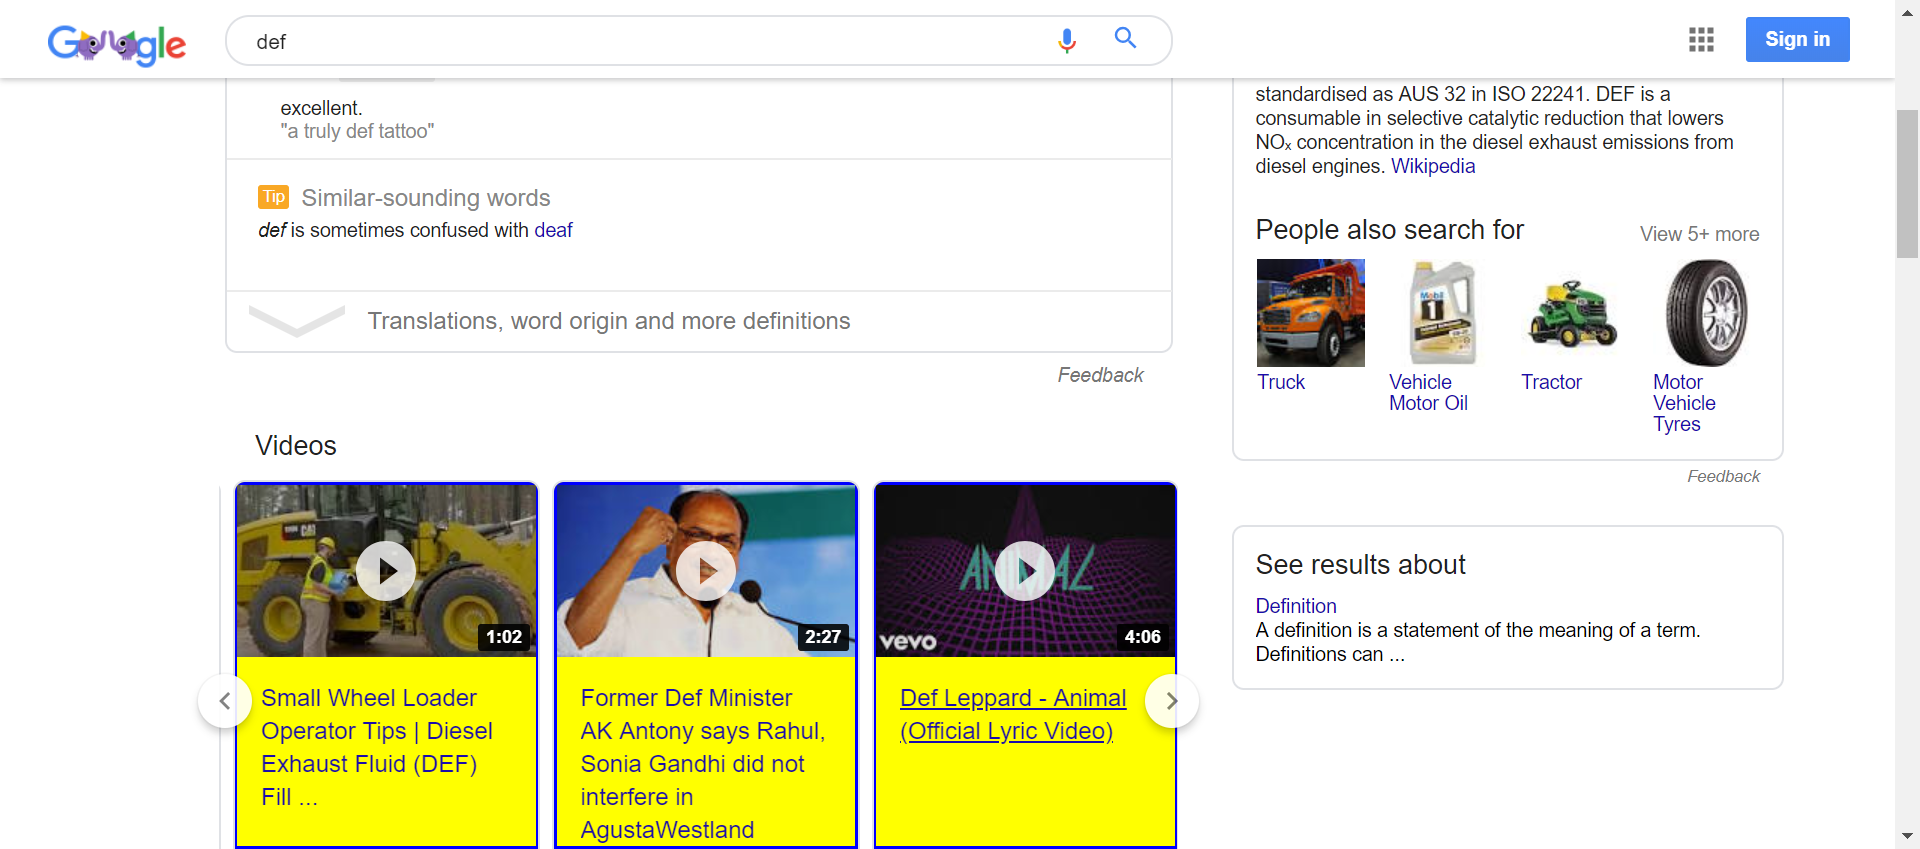 Google
def
Sign in
excellent.
"a truly def tattoo"
Tip Similar-sounding words
def is sometimes confused with deaf
Translations, word origin and more definitions
Feedback
Videos
CAT
1:02
2:27
ANIMAL
vevo
4:06
Small Wheel Loader
Operator Tips | Diesel
Exhaust Fluid (DEF)
Fill ...
Former Def Minister
AK Antony says Rahul,
Sonia Gandhi did not
interfere in
AgustaWestland
Def Leppard - Animal
(Official Lyric Video)
standardised as AUS 32 in ISO 22241. DEF is a
consumable in selective catalytic reduction that lowers
NOₓ concentration in the diesel exhaust emissions from
diesel engines. Wikipedia
People also search for
View 5+ more
Mobil
1
Truck
Vehicle
Motor Oil
Tractor
Motor
Vehicle
Tyres
Feedback
See results about
Definition
A definition is a statement of the meaning of a term.
Definitions can ...